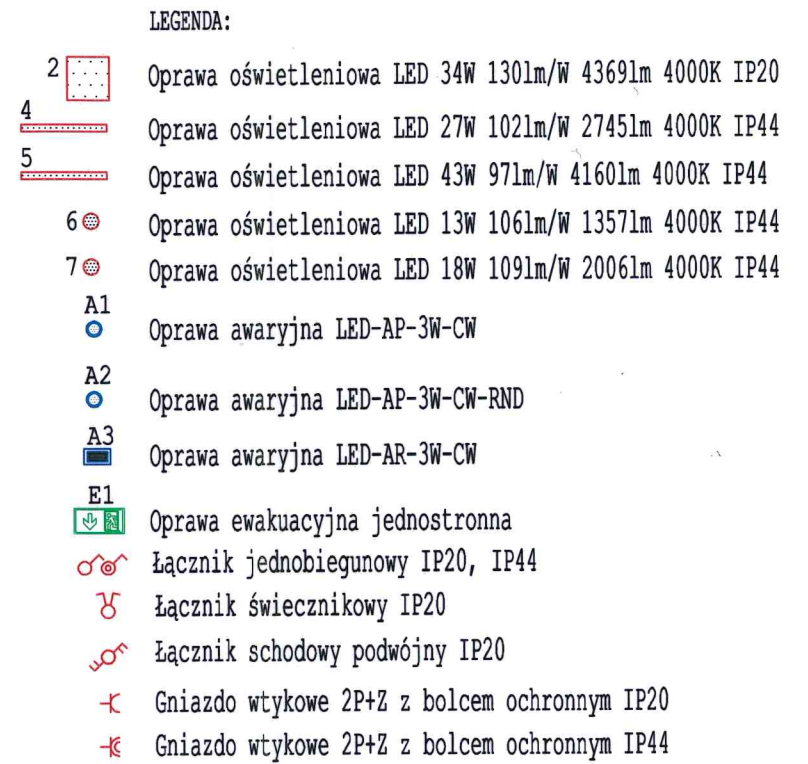 LEGENDA:
2 Oprawa oświetleniowa LED 34W 130lm/W 4369lm 4000K IP20
4 Oprawa oświetleniowa LED 27W 102lm/W 2745lm 4000K IP44
5 Oprawa oświetleniowa LED 43W 97lm/W 4160lm 4000K IP44
6 Oprawa oświetleniowa LED 13W 106lm/W 1357lm 4000K IP44
7 Oprawa oświetleniowa LED 18W 109lm/W 2006lm 4000K IP44
A1
Oprawa awaryjna LED-AP-3W-CW
A2
Oprawa awaryjna LED-AP-3W-CW-RND
A3
Oprawa awaryjna LED-AR-3W-CW
E1
Oprawa ewakuacyjna jednostronna
Łącznik jednobiegunowy IP20, IP44
Łącznik świecznikowy IP20
Łącznik schodowy podwójny IP20
Gniazdo wtykowe 2P+Z z bolcem ochronnym IP20
Gniazdo wtykowe 2P+Z z bolcem ochronnym IP44